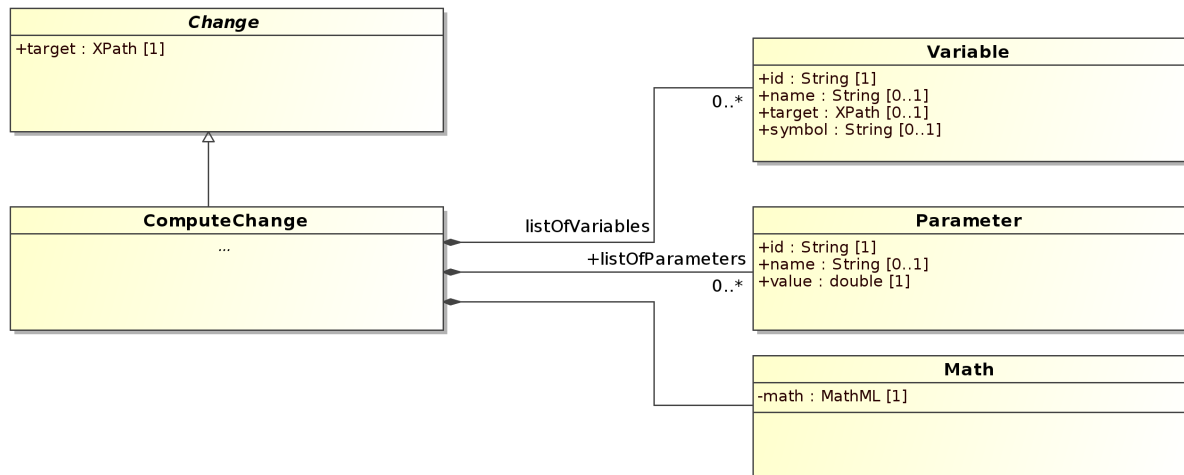 Change
+target : XPath [1]
Variable
+id : String [1]
+name : String [0..1]
+target : XPath [0..1]
+symbol : String [0..1]
0..*
ComputeChange
...
listOfVariables
+listOfParameters
0..*
Parameter
+id : String [1]
+name : String [0..1]
+value : double [1]
Math
-math : MathML [1]